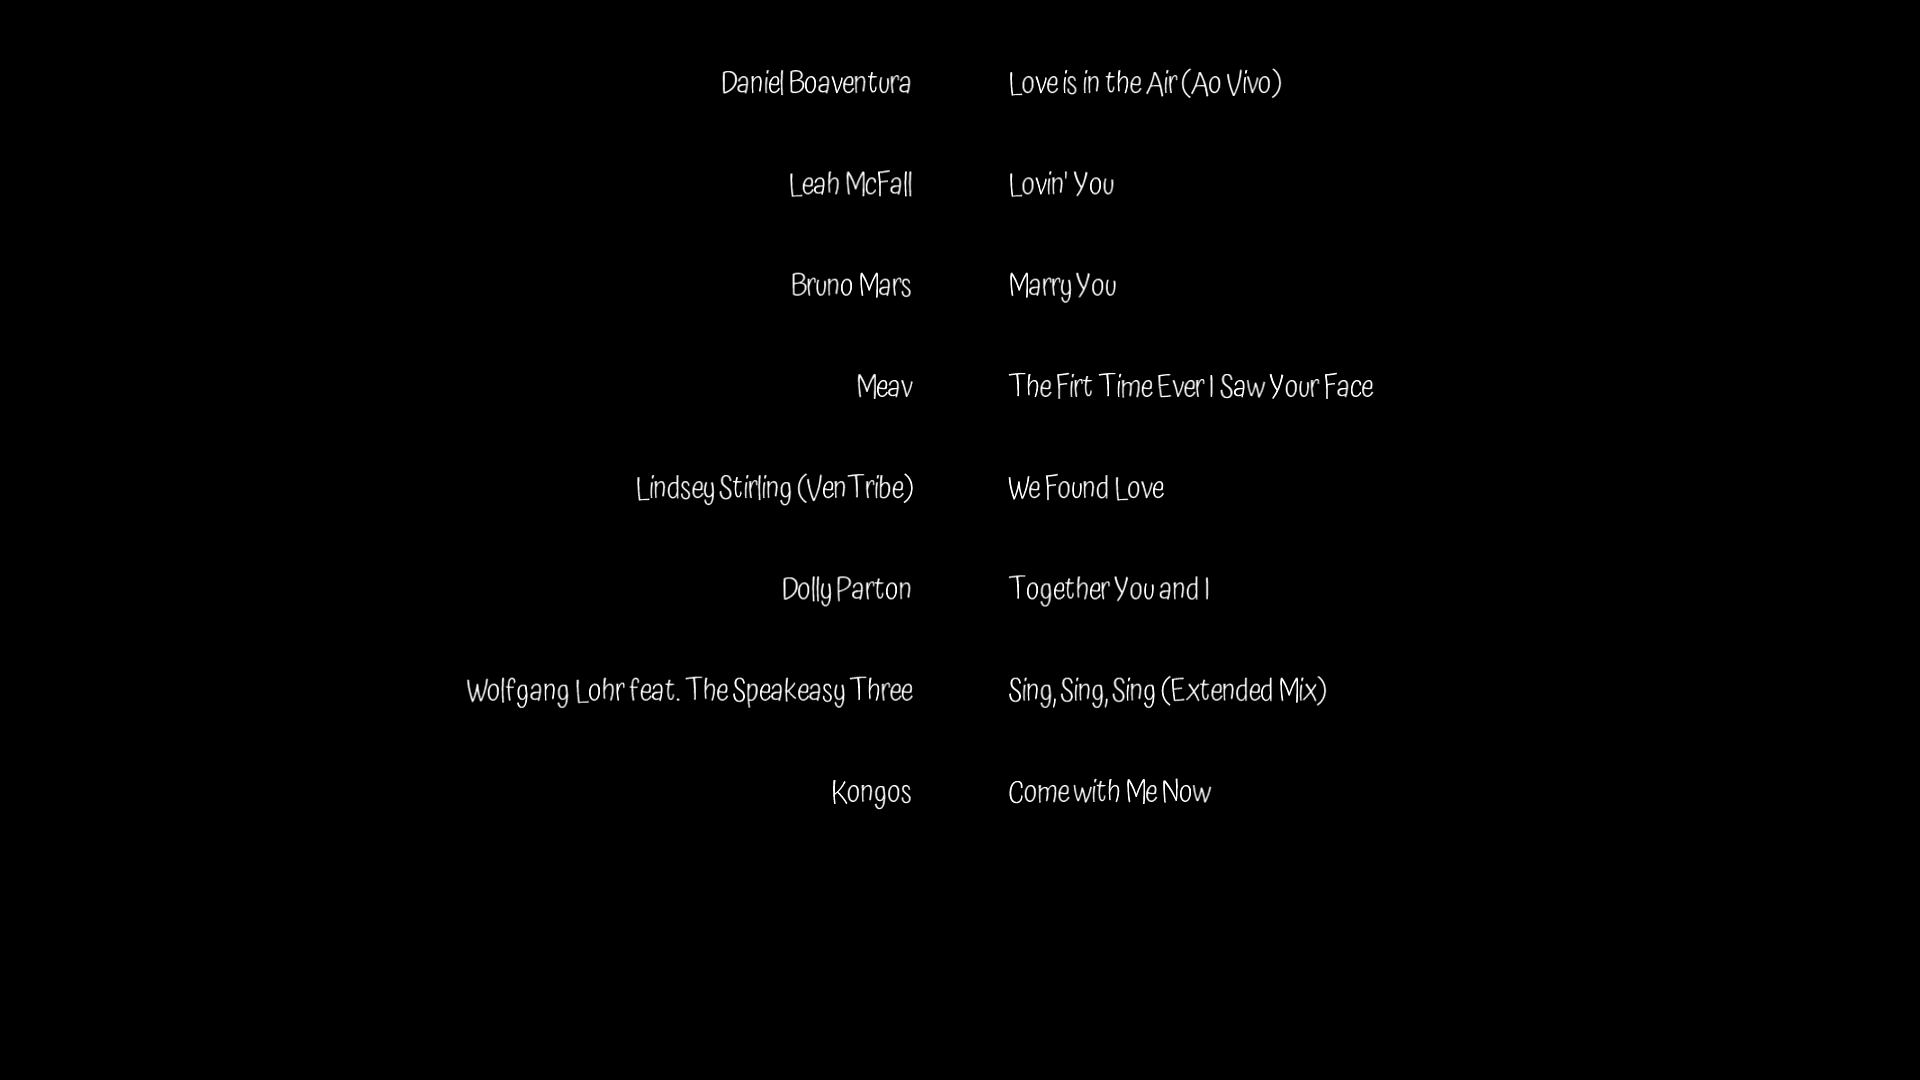 Daniel Boaventura Love is in the Air (Ao Vivo)
Leah McFall Lovin' You
Bruno Mars Marry You
Meav The Firt Time Ever I Saw Your Face
Lindsey Stirling (VenTribe) We Found Love
Dolly Parton Together You and I
Wolfgang Lohr feat. The Speakeasy Three Sing, Sing, Sing (Extended Mix)
Kongos Come with Me Now